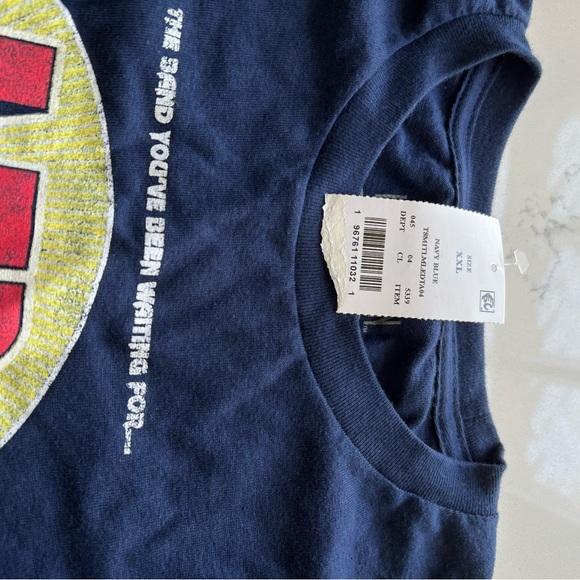 THE BAND YOU'VE BEEN WAITING FOR...
SIZE
XXL
NAVY BLUE
TSM1TLMLEDTA04
045 04 5339
DEPT CL ITEM
1 96761 11032 1